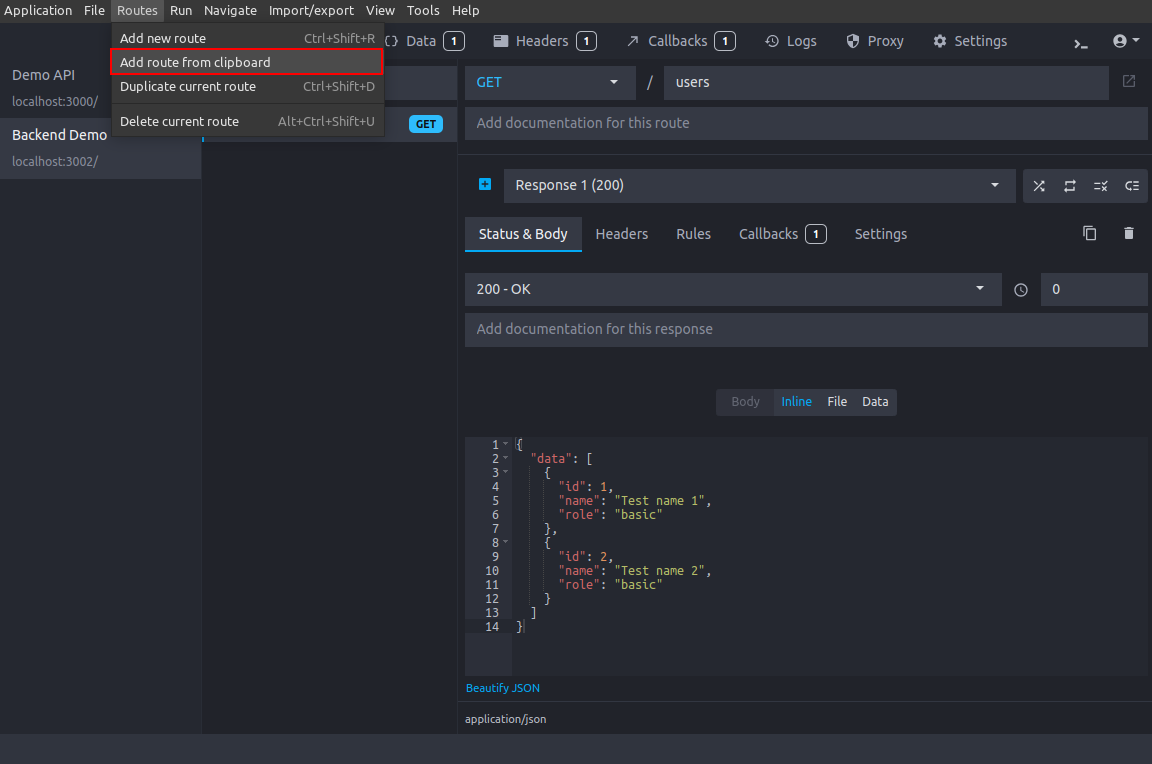 Application File Routes Run Navigate Import/export View Tools Help
Add new route Ctrl+Shift+R
Add route from clipboard
Duplicate current route Ctrl+Shift+D
Delete current route Alt+Ctrl+Shift+U
Data 1 Headers 1 Callbacks 1 Logs Proxy Settings
Demo API
localhost:3000/
Backend Demo
localhost:3002/
GET
GET / users
Add documentation for this route
Response 1 (200)
Status & Body Headers Rules Callbacks 1 Settings
200 - OK 0
Add documentation for this response
Body Inline File Data
1 {
2 "data": [
3 {
4 "id": 1,
5 "name": "Test name 1",
6 "role": "basic"
7 },
8 {
9 "id": 2,
10 "name": "Test name 2",
11 "role": "basic"
12 }
13 ]
14 }
Beautify JSON
application/json